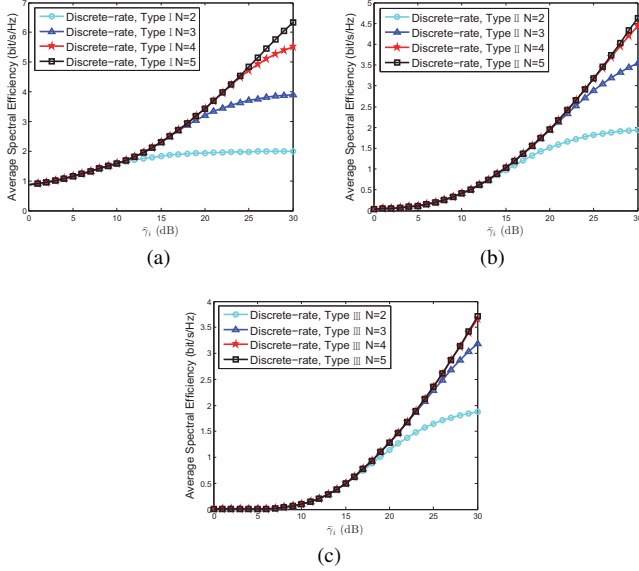 Discrete-rate, Type Ⅰ N=2
Discrete-rate, Type Ⅰ N=3
Discrete-rate, Type Ⅰ N=4
Discrete-rate, Type Ⅰ N=5
Average Spectral Efficiency (bit/s/Hz)
7
6
5
4
3
2
1
0
0 5 10 15 20 25 30
γ̄ᵢ (dB)
(a)
Discrete-rate, Type Ⅱ N=2
Discrete-rate, Type Ⅱ N=3
Discrete-rate, Type Ⅱ N=4
Discrete-rate, Type Ⅱ N=5
Average Spectral Efficiency (bit/s/Hz)
5
4.5
4
3.5
3
2.5
2
1.5
1
0.5
0
0 5 10 15 20 25 30
γ̄ᵢ (dB)
(b)
Discrete-rate, Type Ⅲ N=2
Discrete-rate, Type Ⅲ N=3
Discrete-rate, Type Ⅲ N=4
Discrete-rate, Type Ⅲ N=5
Average Spectral Efficiency (bit/s/Hz)
4
3.5
3
2.5
2
1.5
1
0.5
0
0 5 10 15 20 25 30
γ̄ᵢ (dB)
(c)